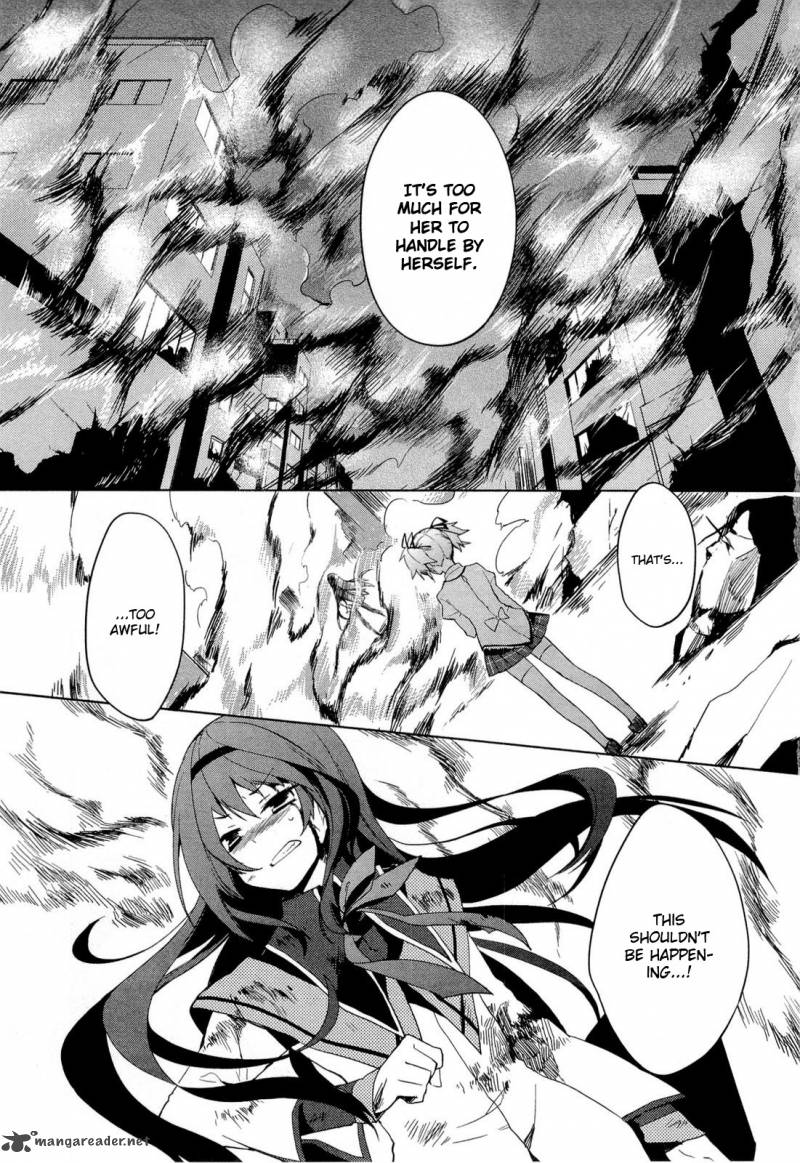 IT'S TOO
MUCH FOR
HER TO
HANDLE BY
HERSELF.
THAT'S...
...TOO
AWFUL!
THIS
SHOULDN'T
BE HAPPEN-
ING...!
mangareader.net